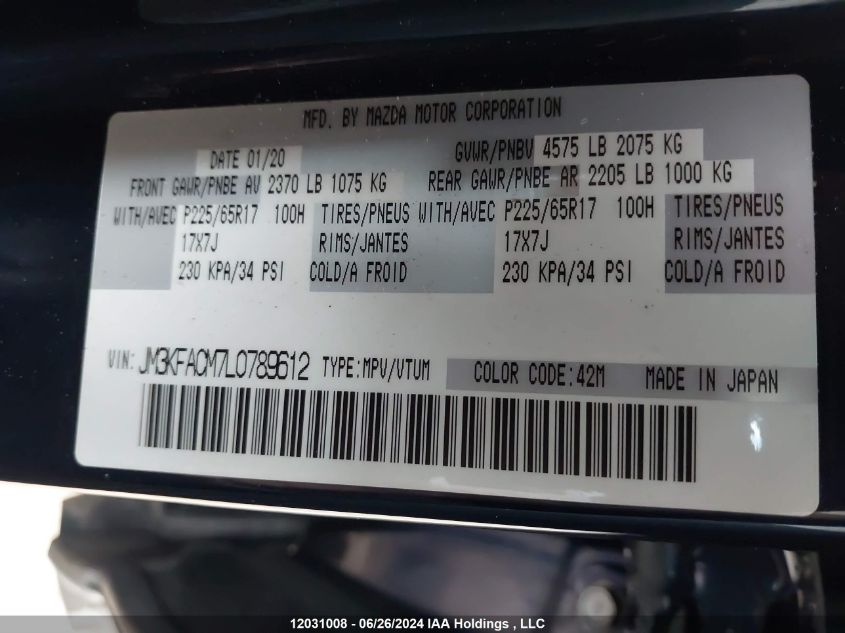 MFD. BY MAZDA MOTOR CORPORATION
DATE 01/20 GVWR/PNBV 4575 LB 2075 KG
FRONT GAWR/PNBE AV 2370 LB 1075 KG REAR GAWR/PNBE AR 2205 LB 1000 KG
WITH/AVEC P225/65R17 100H TIRES/PNEUS WITH/AVEC P225/65R17 100H TIRES/PNEUS
17X7J RIMS/JANTES 17X7J RIMS/JANTES
230 KPA/34 PSI COLD/A FROID 230 KPA/34 PSI COLD/A FROID
VIN: JM3KFACM7L0789612 TYPE:MPV/VTUM COLOR CODE:42M MADE IN JAPAN
12031008 - 06/26/2024 IAA Holdings , LLC